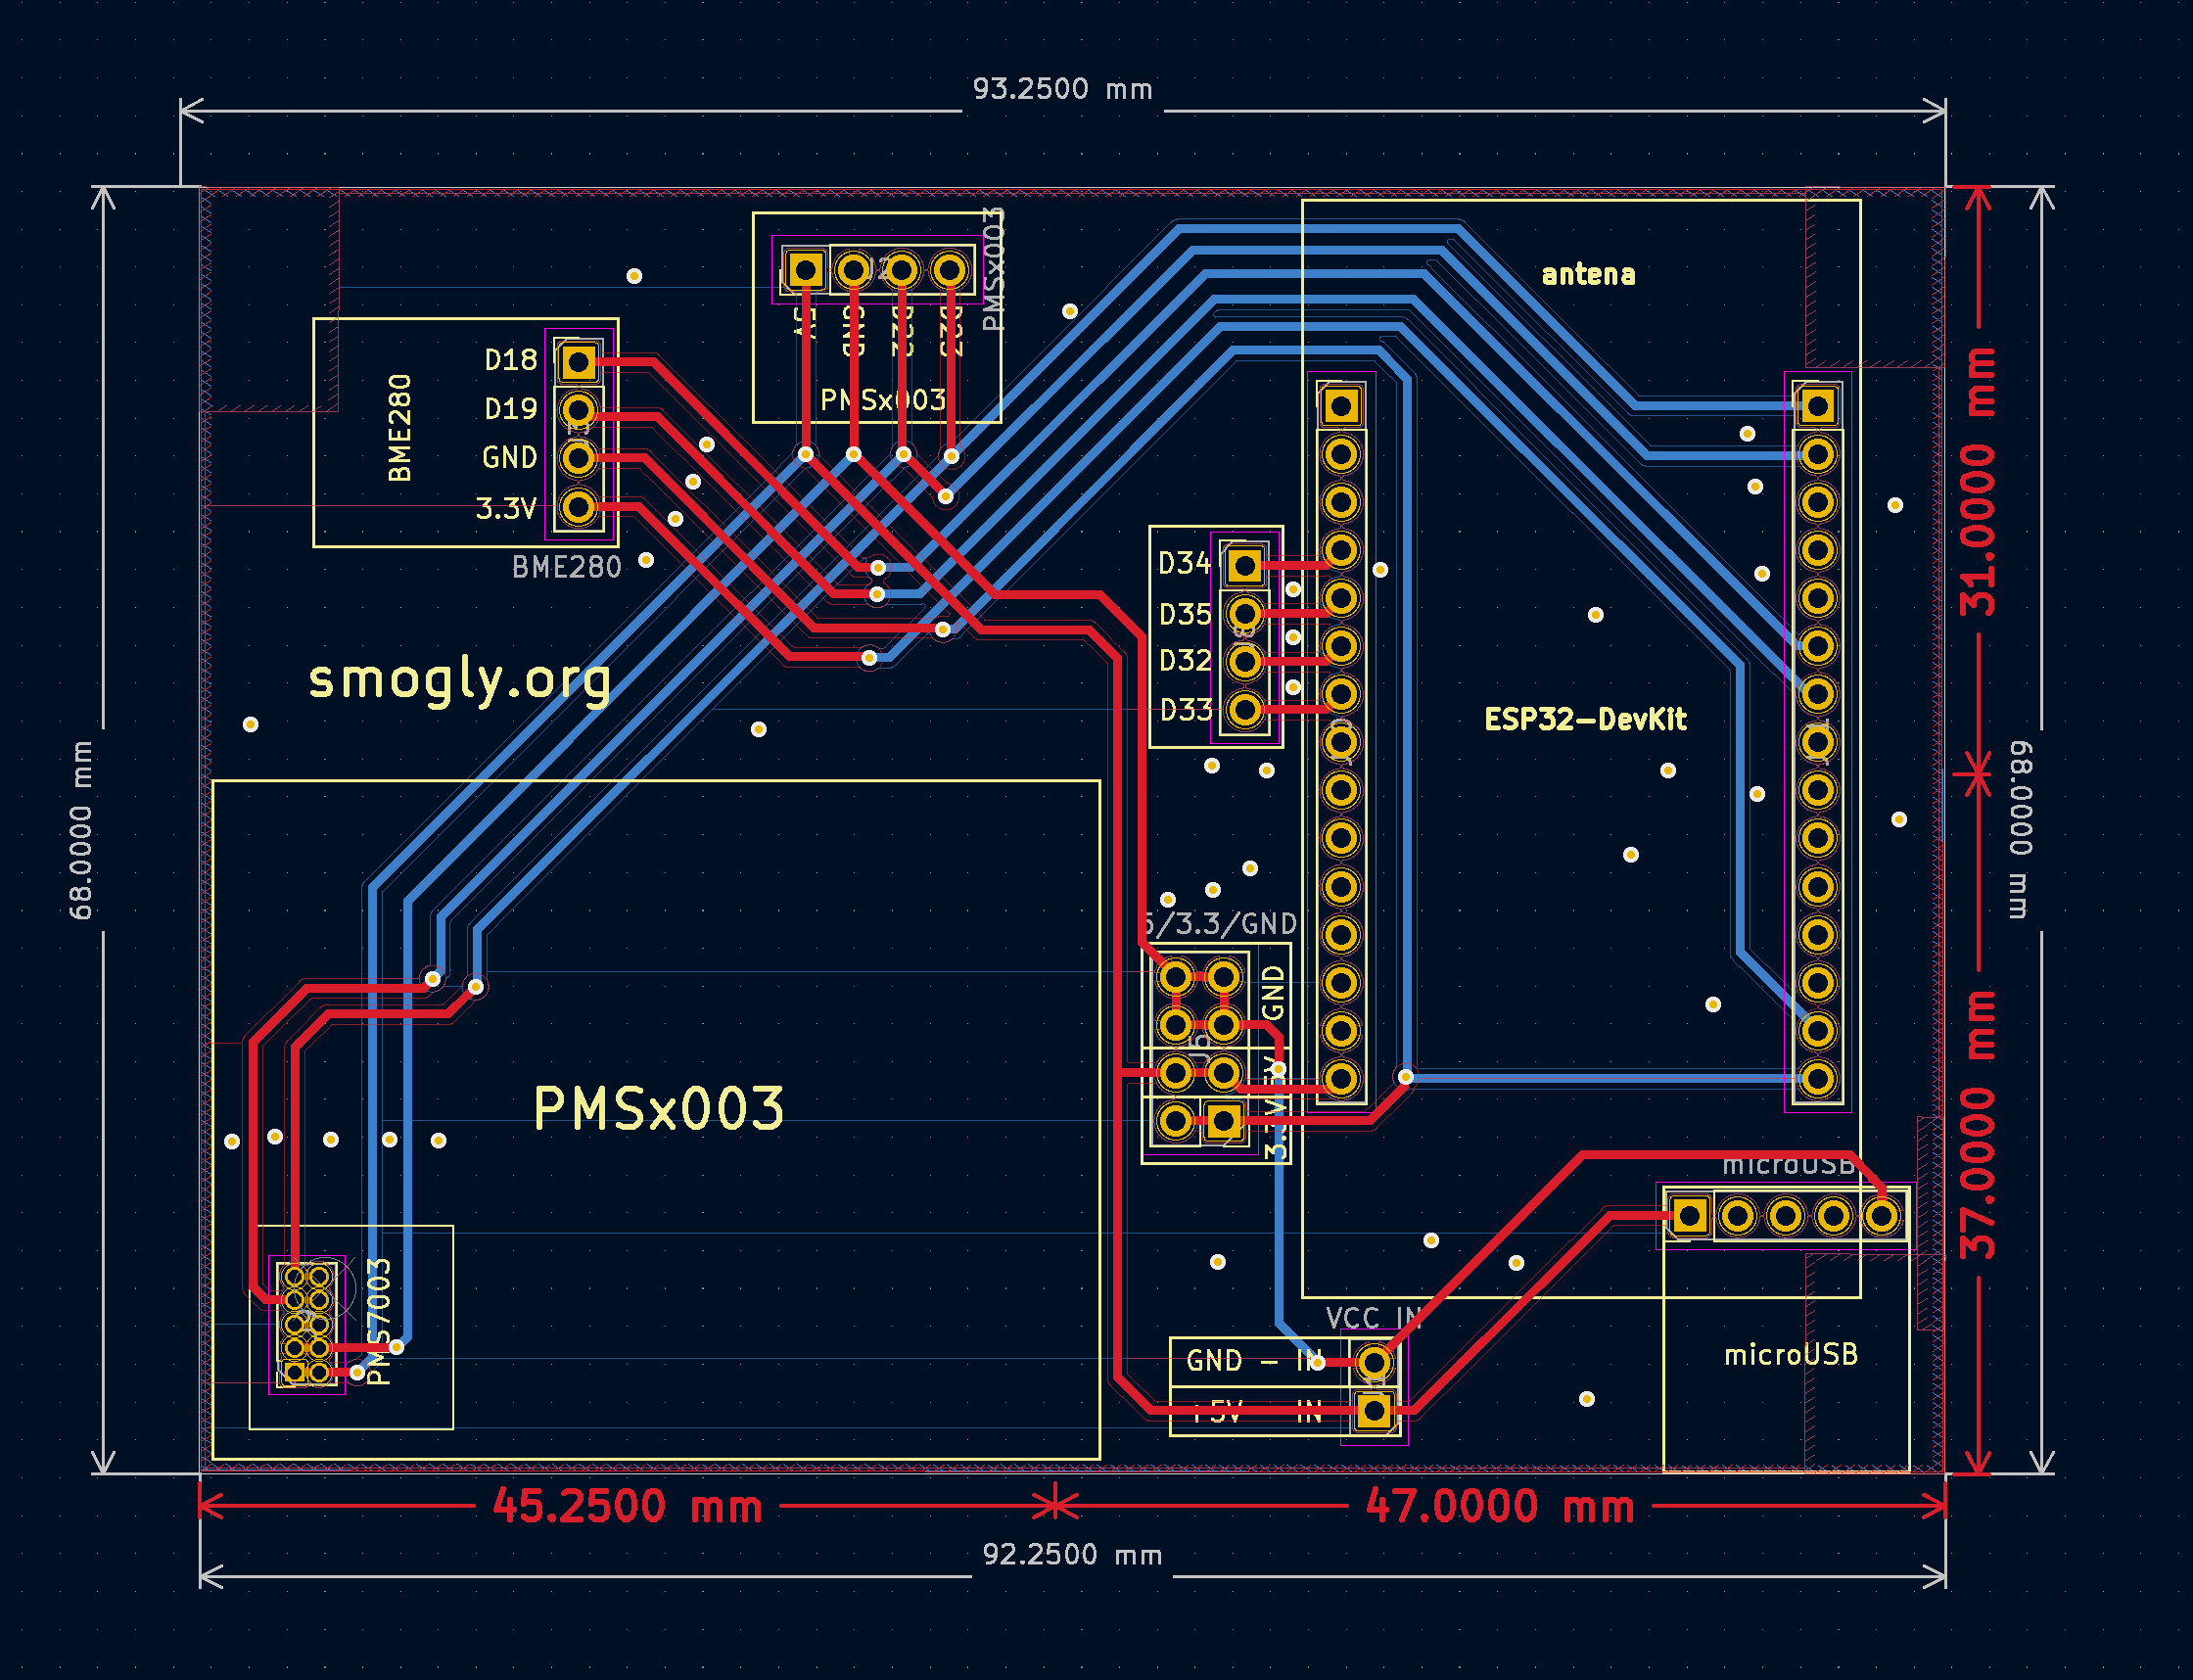 93.2500 mm
PMSx003
antena
5V
GND
D22
D23
PMSx003
D18
D19
GND
3.3V
BME280
BME280
D34
D35
D32
D33
31.0000 mm
smogly.org
ESP32-DevKit
68.0000 mm
68.0000 mm
5/3.3/GND
GND
5V
3.3V
J6
PMSx003
37.0000 mm
microUSB
PMS7003
VCC IN
GND - IN
+5V - IN
microUSB
45.2500 mm
47.0000 mm
92.2500 mm